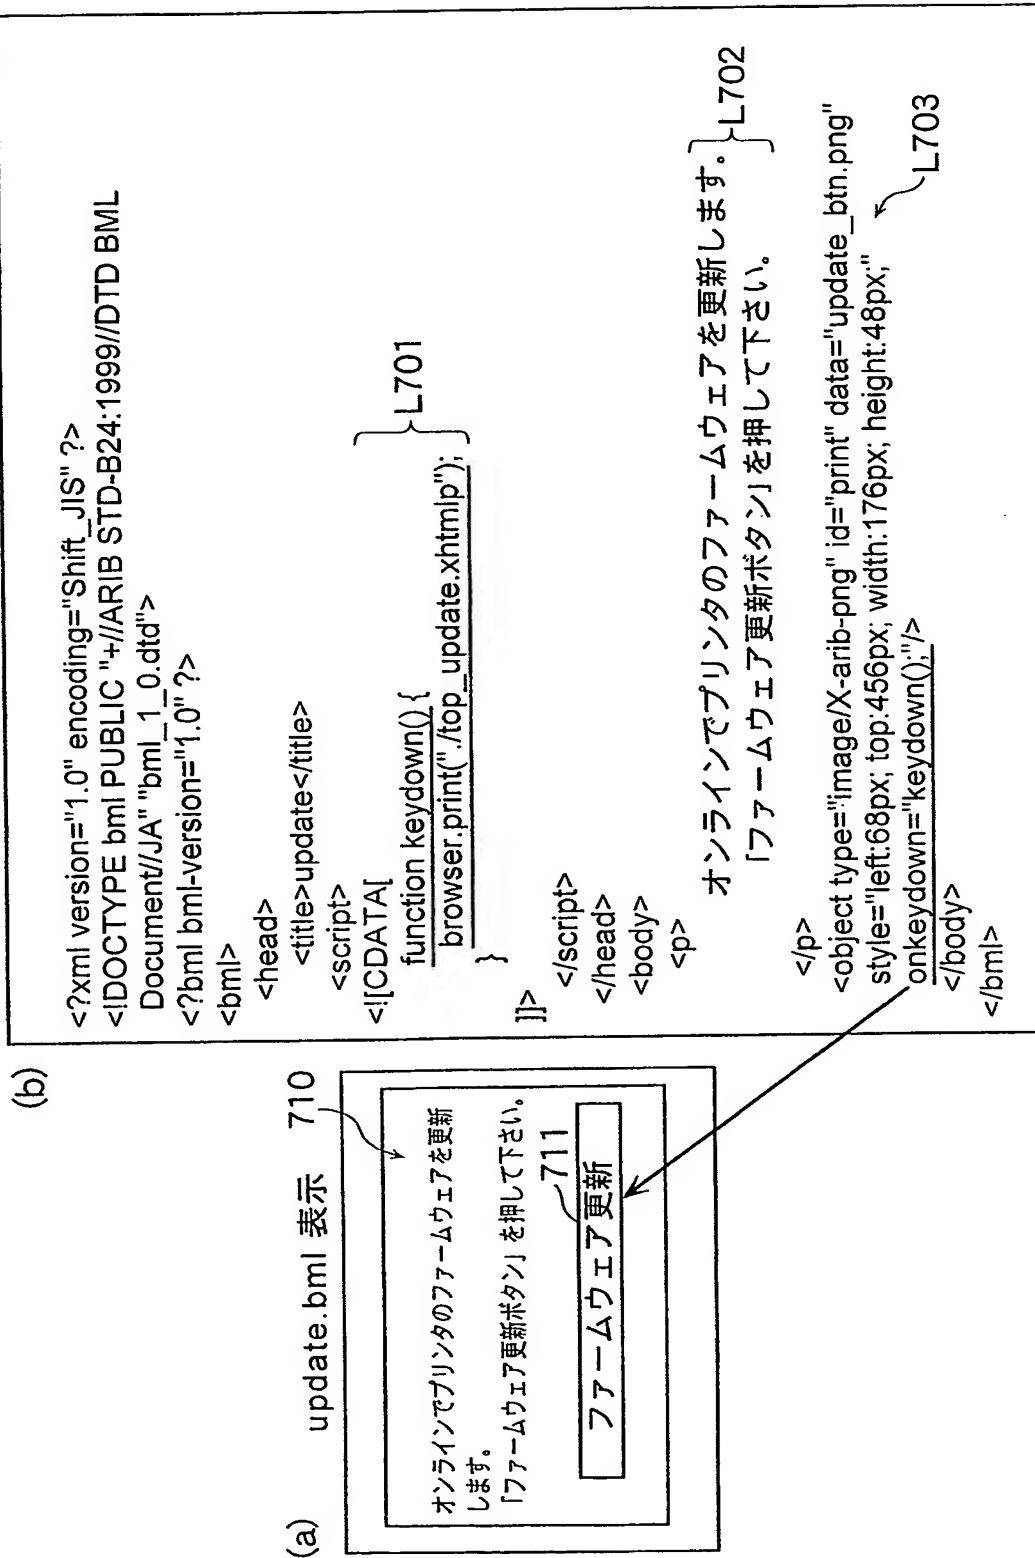 (a)
update.bml 表示
710
オンラインでプリンタのファームウェアを更新
します。
「ファームウェア更新ボタン」を押して下さい。
711
ファームウェア更新
(b)
<?xml version="1.0" encoding="Shift_JIS" ?>
<!DOCTYPE bml PUBLIC "+//ARIB STD-B24:1999//DTD BML
Document//JA" "bml_1_0.dtd">
<?bml bml-version="1.0" ?>
<bml>
<head>
<title>update</title>
<script>
<![CDATA[
function keydown() {
browser.print("./top_update.xhtmlp");
}
L701
]]>
</script>
</head>
<body>
<p>
オンラインでプリンタのファームウェアを更新します。
「ファームウェア更新ボタン」を押して下さい。
L702
</p>
<object type="image/X-arib-png" id="print" data="update_btn.png"
style="left:68px; top:456px; width:176px; height:48px;"
L703
onkeydown="keydown();"/>
</body>
</bml>